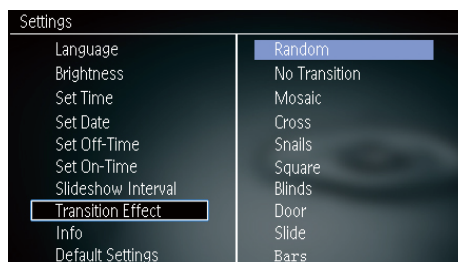 Settings
Language
Brightness
Set Time
Set Date
Set Off-Time
Set On-Time
Slideshow Interval
Transition Effect
Info
Default Settings
Random
No Transition
Mosaic
Cross
Snails
Square
Blinds
Door
Slide
Bars